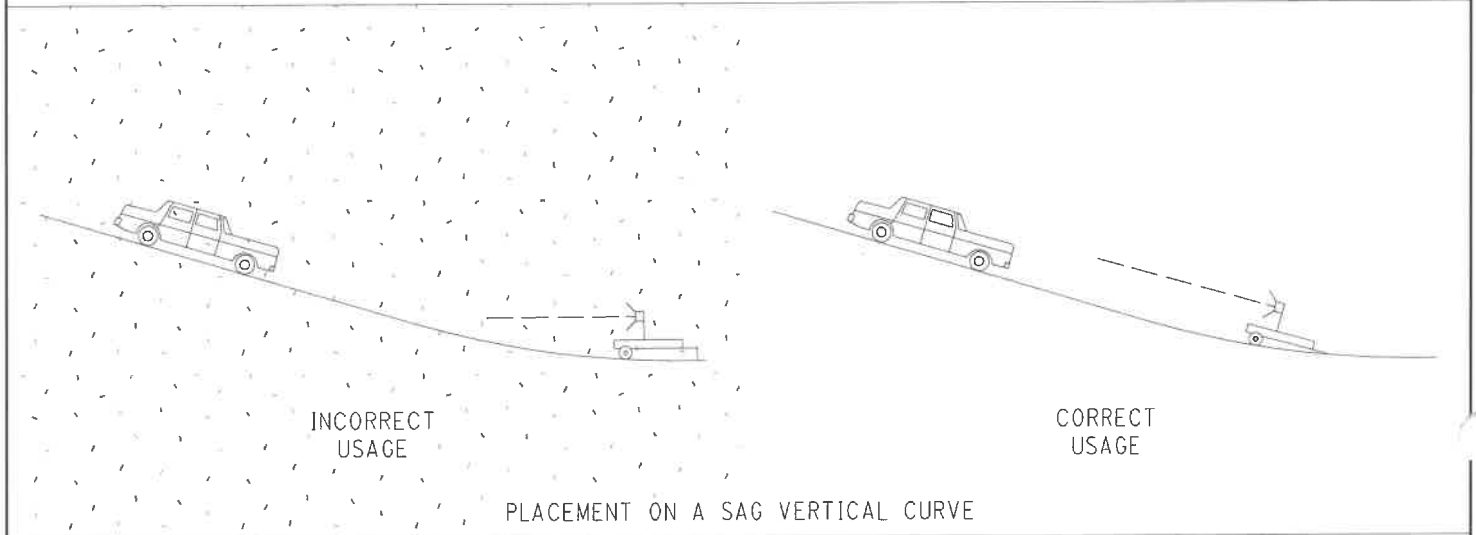 INCORRECT
USAGE
CORRECT
USAGE
PLACEMENT ON A SAG VERTICAL CURVE